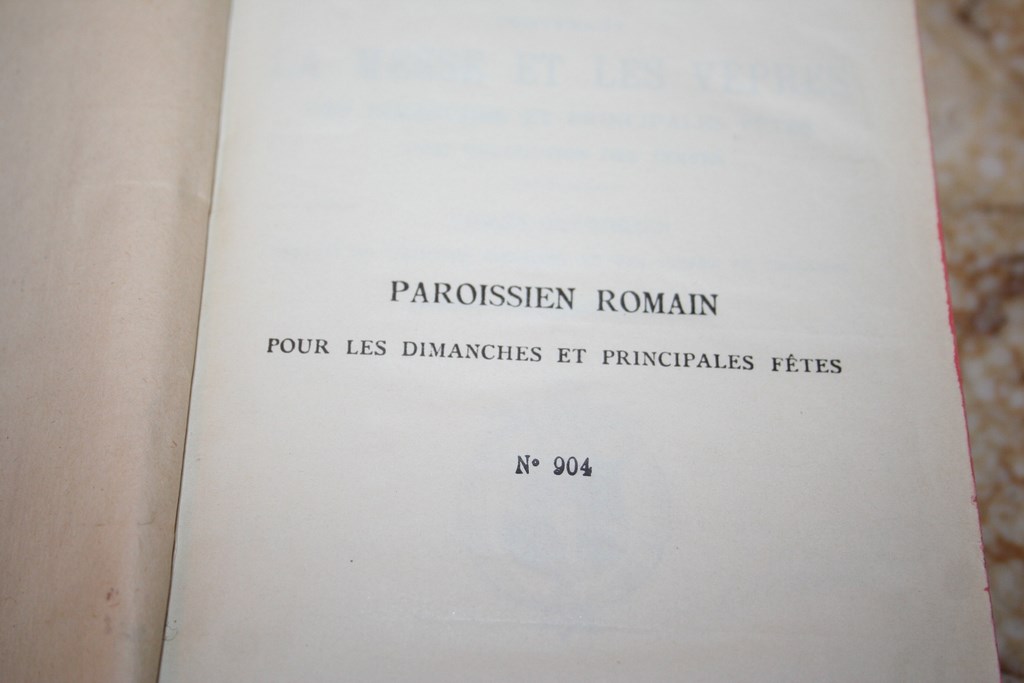 PAROISSIEN ROMAIN
POUR LES DIMANCHES ET PRINCIPALES FÊTES
N° 904